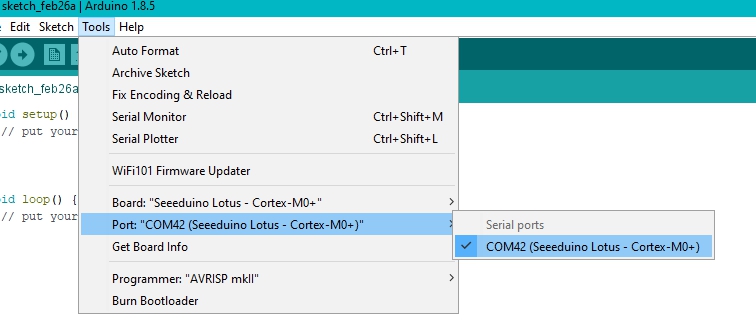 sketch_feb26a | Arduino 1.8.5
Edit Sketch Tools Help
Auto Format Ctrl+T
sketch_feb26a Archive Sketch
Fix Encoding & Reload
id setup() Serial Monitor Ctrl+Shift+M
// put your Serial Plotter Ctrl+Shift+L
WiFi101 Firmware Updater
id loop() { Board: "Seeeduino Lotus - Cortex-M0+"
// put your Port: "COM42 (Seeeduino Lotus - Cortex-M0+)" Serial ports
Get Board Info COM42 (Seeeduino Lotus - Cortex-M0+)
Programmer: "AVRISP mkII"
Burn Bootloader